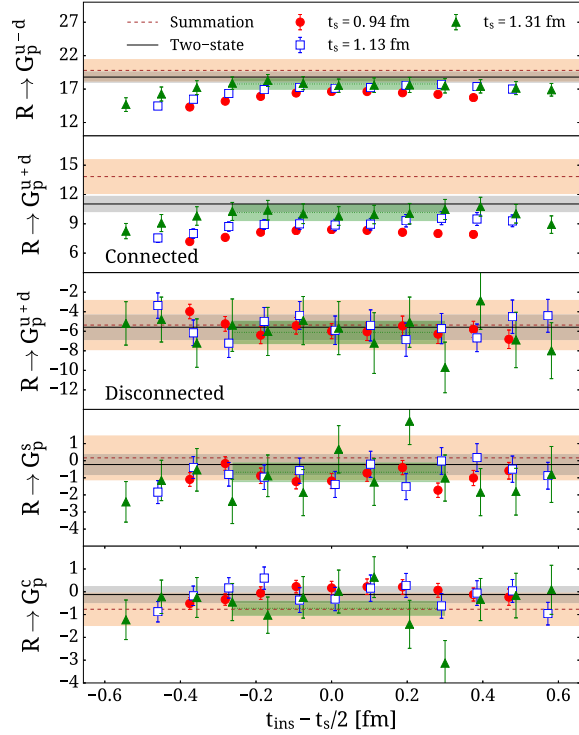 Summation
t_s = 0.94 fm
t_s = 1.31 fm
Two-state
t_s = 1.13 fm
R → G_p^{u−d}
27
22
17
12
R → G_p^{u+d}
15
12
9
6
Connected
R → G_p^{u+d}
−2
−4
−6
−8
−10
−12
Disconnected
R → G_p^s
1
0
−1
−2
−3
−4
R → G_p^c
1
0
−1
−2
−3
−4
−0.6 −0.4 −0.2 0.0 0.2 0.4 0.6
t_ins − t_s/2 [fm]